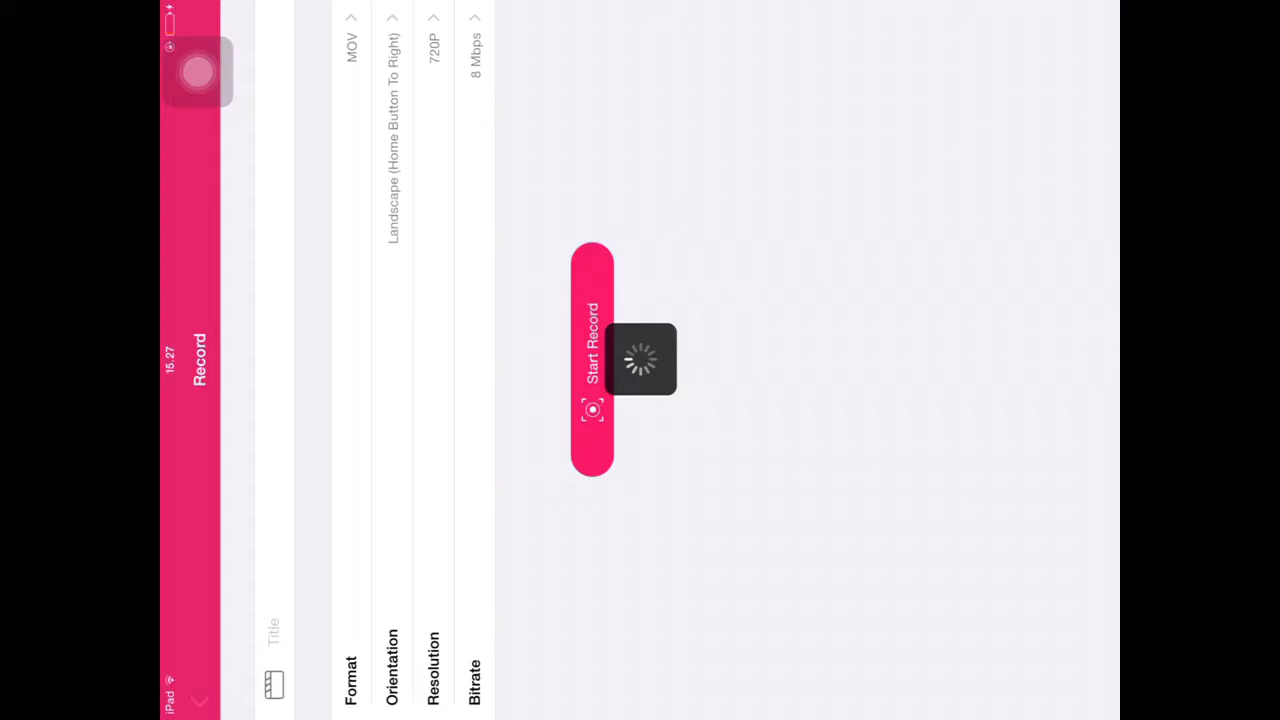 iPad 15.27
Record
Title
Format MOV
Orientation Landscape (Home Button To Right)
Resolution 720P
Bitrate 8 Mbps
Start Record